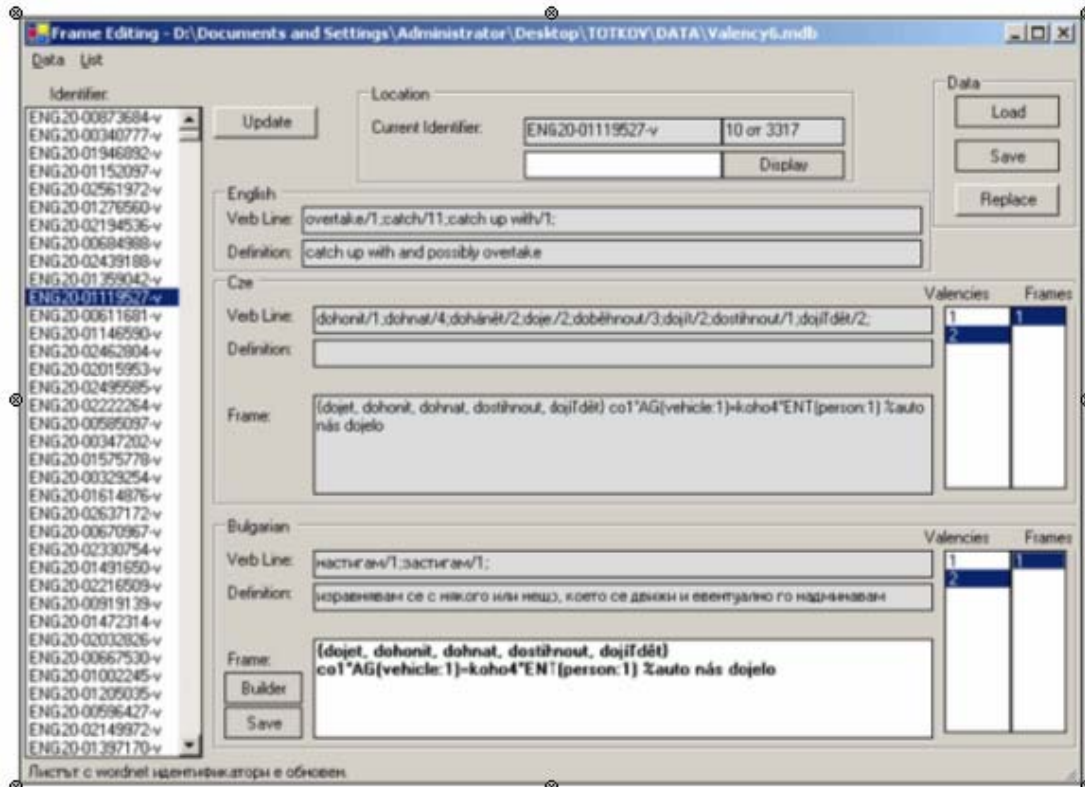 Frame Editing - D:\Documents and Settings\Administrator\Desktop\TOTKOV\DATA\Valency6.mdb
Data List
Identifier:
ENG20-00873684-v
ENG20-00340777-v
ENG20-01946892-v
ENG20-01152097-v
ENG20-02561972-v
ENG20-01276560-v
ENG20-02194536-v
ENG20-00684988-v
ENG20-02439188-v
ENG20-01359042-v
ENG20-01119527-v
ENG20-00611681-v
ENG20-01146590-v
ENG20-02462804-v
ENG20-02015953-v
ENG20-02495585-v
ENG20-02222264-v
ENG20-00585097-v
ENG20-00347202-v
ENG20-01575778-v
ENG20-00329254-v
ENG20-01614876-v
ENG20-02637172-v
ENG20-00670967-v
ENG20-02330754-v
ENG20-01491650-v
ENG20-02216509-v
ENG20-00919139-v
ENG20-01472314-v
ENG20-02032826-v
ENG20-00667530-v
ENG20-01002245-v
ENG20-01205035-v
ENG20-00596427-v
ENG20-02149972-v
ENG20-01397170-v
Update
Location
Current Identifier: ENG20-01119527-v 10 от 3317
Display
Data
Load
Save
Replace
English
Verb Line: overtake/1;catch/11;catch up with/1;
Definition: catch up with and possibly overtake
Cze
Valencies Frames
Verb Line: dohonit/1;dohnat/4;dohánět/2;doje./2;doběhnout/3;dojít/2;dostihnout/1;dojíľdět/2;
1 1
2
Definition:
Frame: {dojet, dohonit, dohnat, dostihnout, dojíľdět} co1"AG(vehicle:1)=koho4"ENT(person:1) %auto
nás dojelo
Bulgarian
Valencies Frames
Verb Line: настигам/1;застигам/1;
1 1
2
Definition: изравнявам се с някого или нещо, което се движи и евентуално го надминавам
Frame: {dojet, dohonit, dohnat, dostihnout, dojíľdět}
co1"AG(vehicle:1)=koho4"ENT(person:1) %auto nás dojelo
Builder
Save
Листът с wordnet идентификатори е обновен.